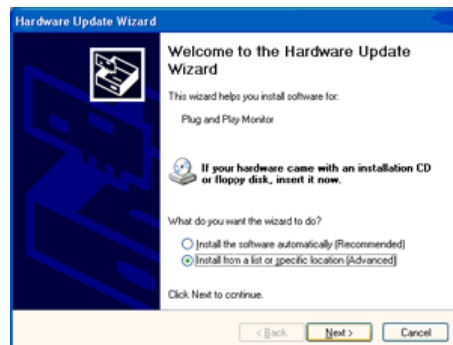 Hardware Update Wizard
Welcome to the Hardware Update
Wizard
This wizard helps you install software for:
Plug and Play Monitor
If your hardware came with an installation CD
or floppy disk, insert it now.
What do you want the wizard to do?
Install the software automatically (Recommended)
Install from a list or specific location (Advanced)
Click Next to continue.
< Back Next > Cancel